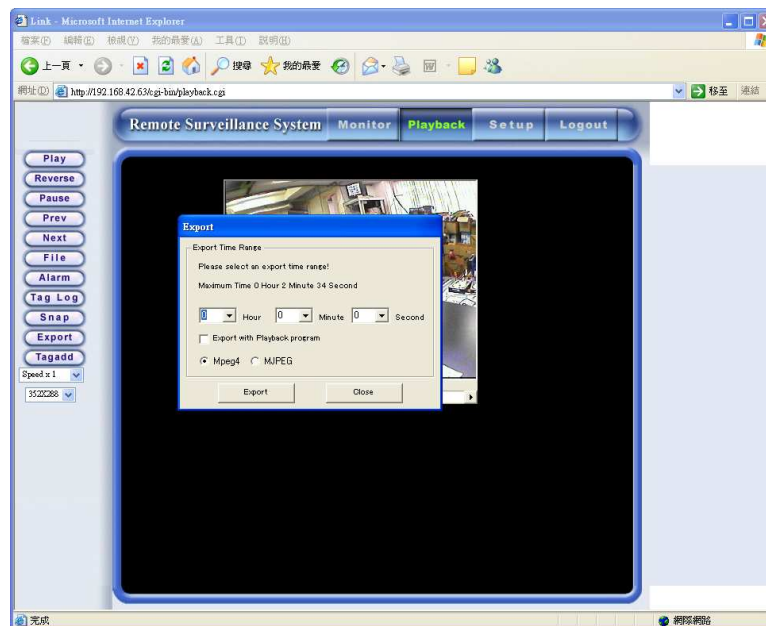 Link - Microsoft Internet Explorer
檔案(F) 編輯(E) 檢視(V) 我的最愛(A) 工具(T) 說明(H)
上一頁 搜尋 我的最愛
網址(D) http://192.168.42.63/cgi-bin/playback.cgi 移至 連結
Remote Surveillance System Monitor Playback Setup Logout
Play
Reverse
Pause
Prev
Next
File
Alarm
Tag Log
Snap
Export
Tagadd
Speed x 1
352X288
Export
Export Time Range
Please select an export time range!
Maximum Time 0 Hour 2 Minute 34 Second
0 Hour 0 Minute 0 Second
Export with Playback program
Mpeg4 MJPEG
Export Close
完成 網際網路